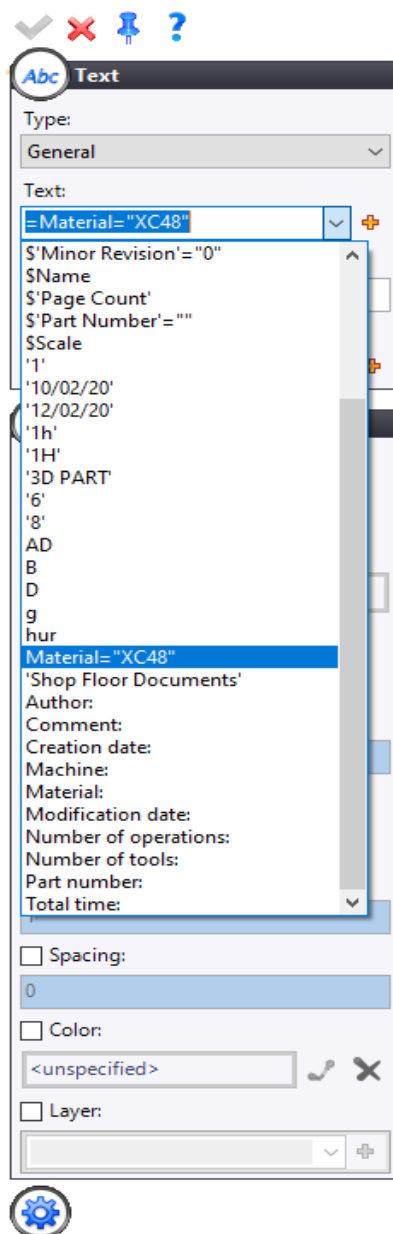 ?
Abc Text
Type:
General
Text:
=Material="XC48"
$'Minor Revision'="0"
$Name
$'Page Count'
$'Part Number'=""
$Scale
'1'
'10/02/20'
'12/02/20'
'1h'
'1H'
'3D PART'
'6'
'8'
AD
B
D
g
hur
Material="XC48"
'Shop Floor Documents'
Author:
Comment:
Creation date:
Machine:
Material:
Modification date:
Number of operations:
Number of tools:
Part number:
Total time:
Spacing:
0
Color:
<unspecified>
Layer: